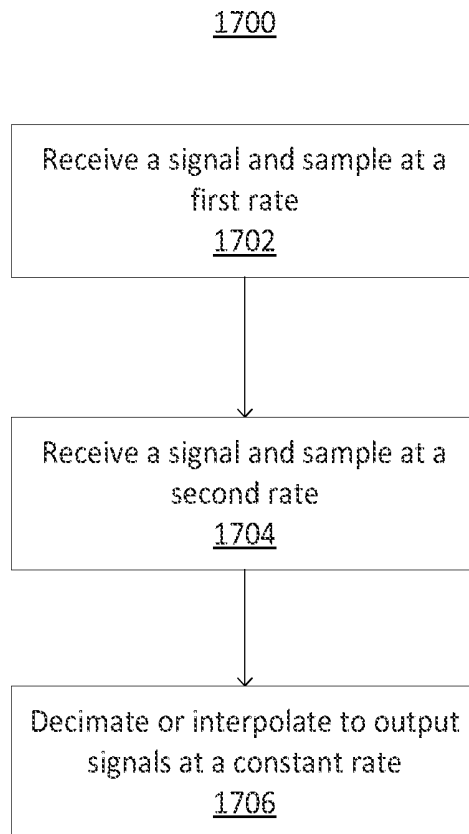 1700
Receive a signal and sample at a
first rate
1702
Receive a signal and sample at a
second rate
1704
Decimate or interpolate to output
signals at a constant rate
1706